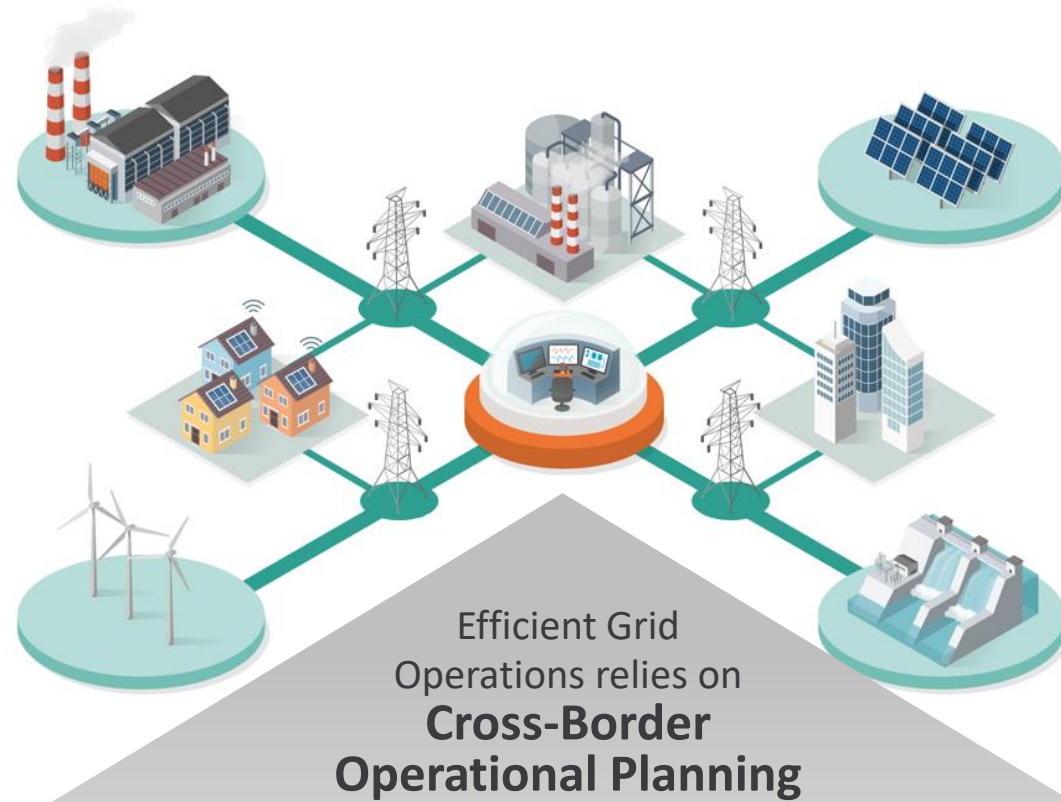 Efficient Grid
Operations relies on
Cross-Border
Operational Planning